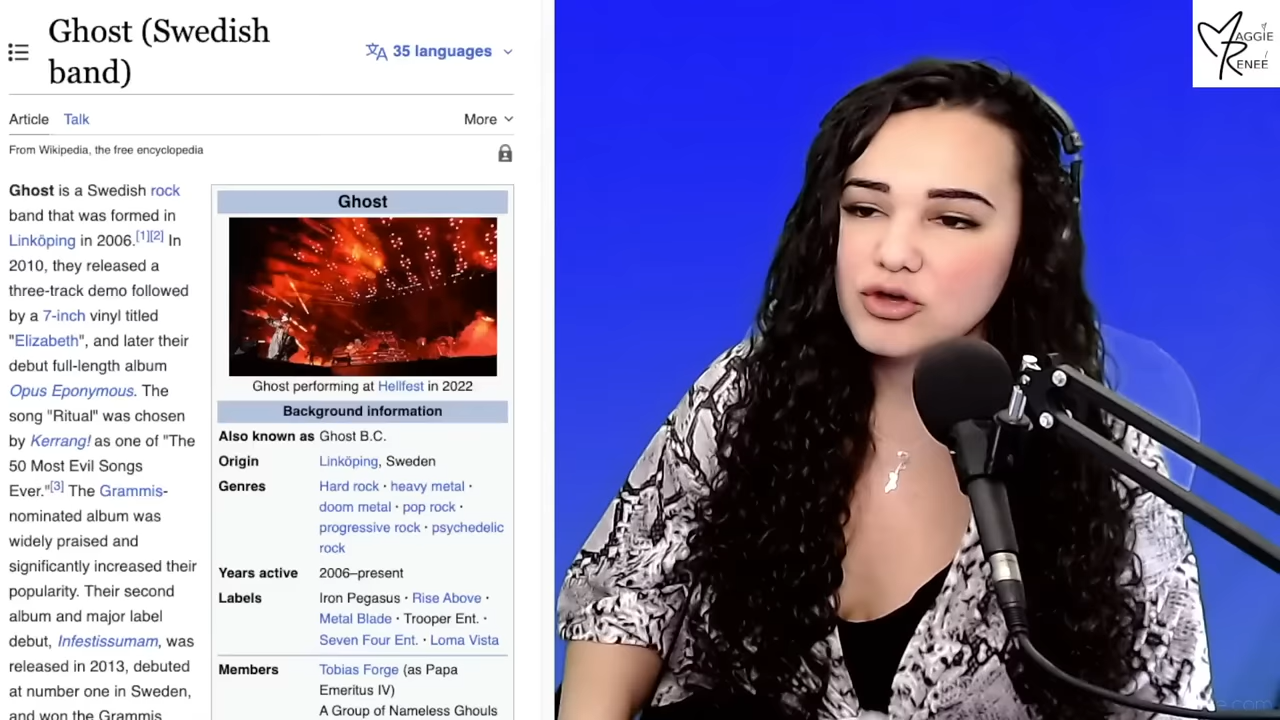 Ghost (Swedish
band)
35 languages
Article Talk
More
From Wikipedia, the free encyclopedia
Ghost is a Swedish rock
band that was formed in
Linköping in 2006.[1][2] In
2010, they released a
three-track demo followed
by a 7-inch vinyl titled
"Elizabeth", and later their
debut full-length album
Opus Eponymous. The
song "Ritual" was chosen
by Kerrang! as one of "The
50 Most Evil Songs
Ever."[3] The Grammis-
nominated album was
widely praised and
significantly increased their
popularity. Their second
album and major label
debut, Infestissumam, was
released in 2013, debuted
at number one in Sweden,
and won the Grammis
Ghost
Ghost performing at Hellfest in 2022
Background information
Also known as Ghost B.C.
Origin Linköping, Sweden
Genres Hard rock · heavy metal ·
doom metal · pop rock ·
progressive rock · psychedelic
rock
Years active 2006–present
Labels Iron Pegasus · Rise Above ·
Metal Blade · Trooper Ent. ·
Seven Four Ent. · Loma Vista
Members Tobias Forge (as Papa
Emeritus IV)
A Group of Nameless Ghouls
MAGGIE
RENEE